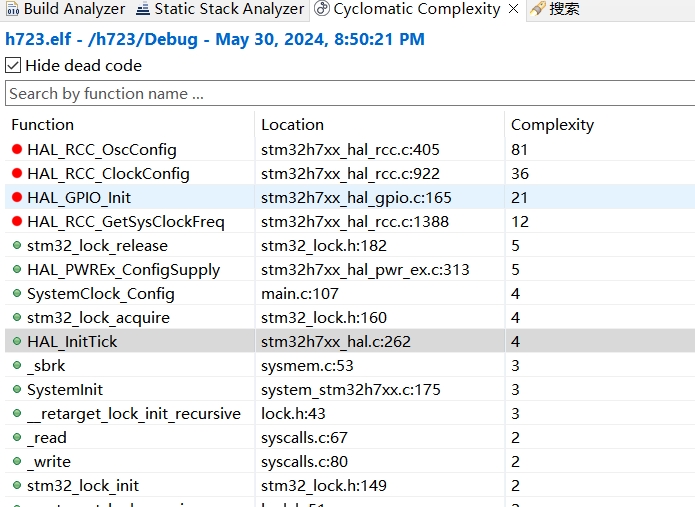 Build Analyzer Static Stack Analyzer Cyclomatic Complexity 搜索
h723.elf - /h723/Debug - May 30, 2024, 8:50:21 PM
Hide dead code
Search by function name ...
Function Location Complexity
HAL_RCC_OscConfig stm32h7xx_hal_rcc.c:405 81
HAL_RCC_ClockConfig stm32h7xx_hal_rcc.c:922 36
HAL_GPIO_Init stm32h7xx_hal_gpio.c:165 21
HAL_RCC_GetSysClockFreq stm32h7xx_hal_rcc.c:1388 12
stm32_lock_release stm32_lock.h:182 5
HAL_PWREx_ConfigSupply stm32h7xx_hal_pwr_ex.c:313 5
SystemClock_Config main.c:107 4
stm32_lock_acquire stm32_lock.h:160 4
HAL_InitTick stm32h7xx_hal.c:262 4
_sbrk sysmem.c:53 3
SystemInit system_stm32h7xx.c:175 3
__retarget_lock_init_recursive lock.h:43 3
_read syscalls.c:67 2
_write syscalls.c:80 2
stm32_lock_init stm32_lock.h:149 2